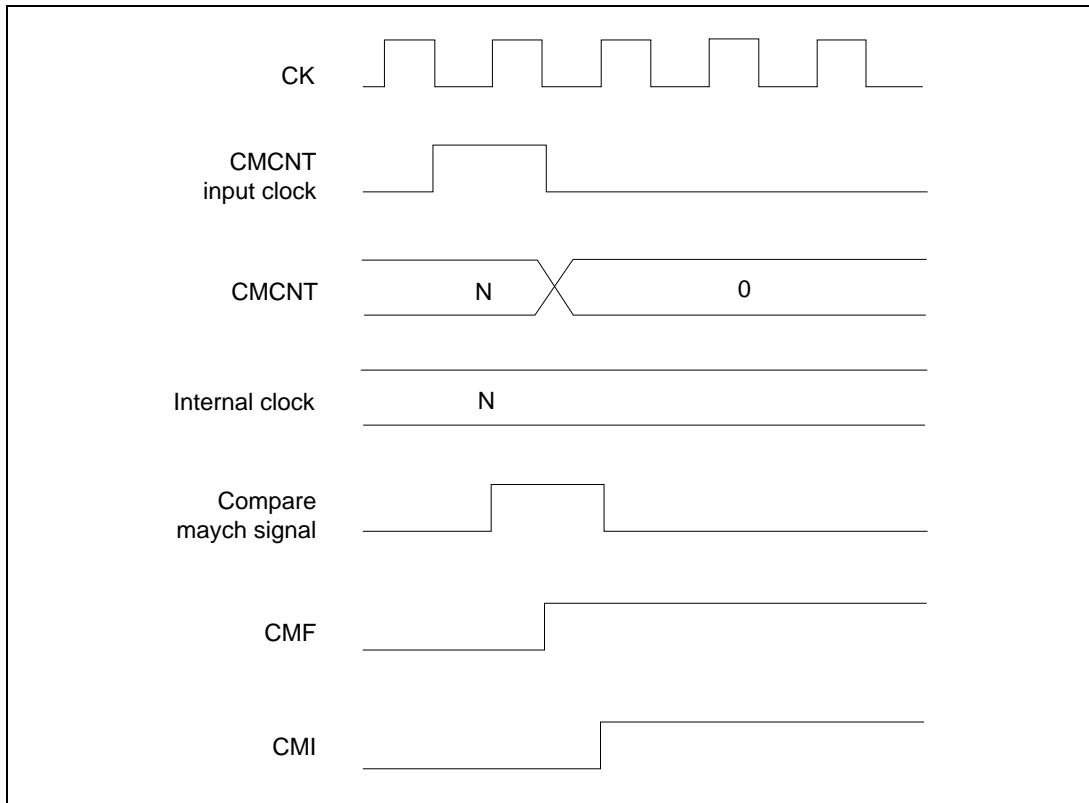 CK
CMCNT
input clock
CMCNT
N
0
Internal clock
N
Compare
maych signal
CMF
CMI